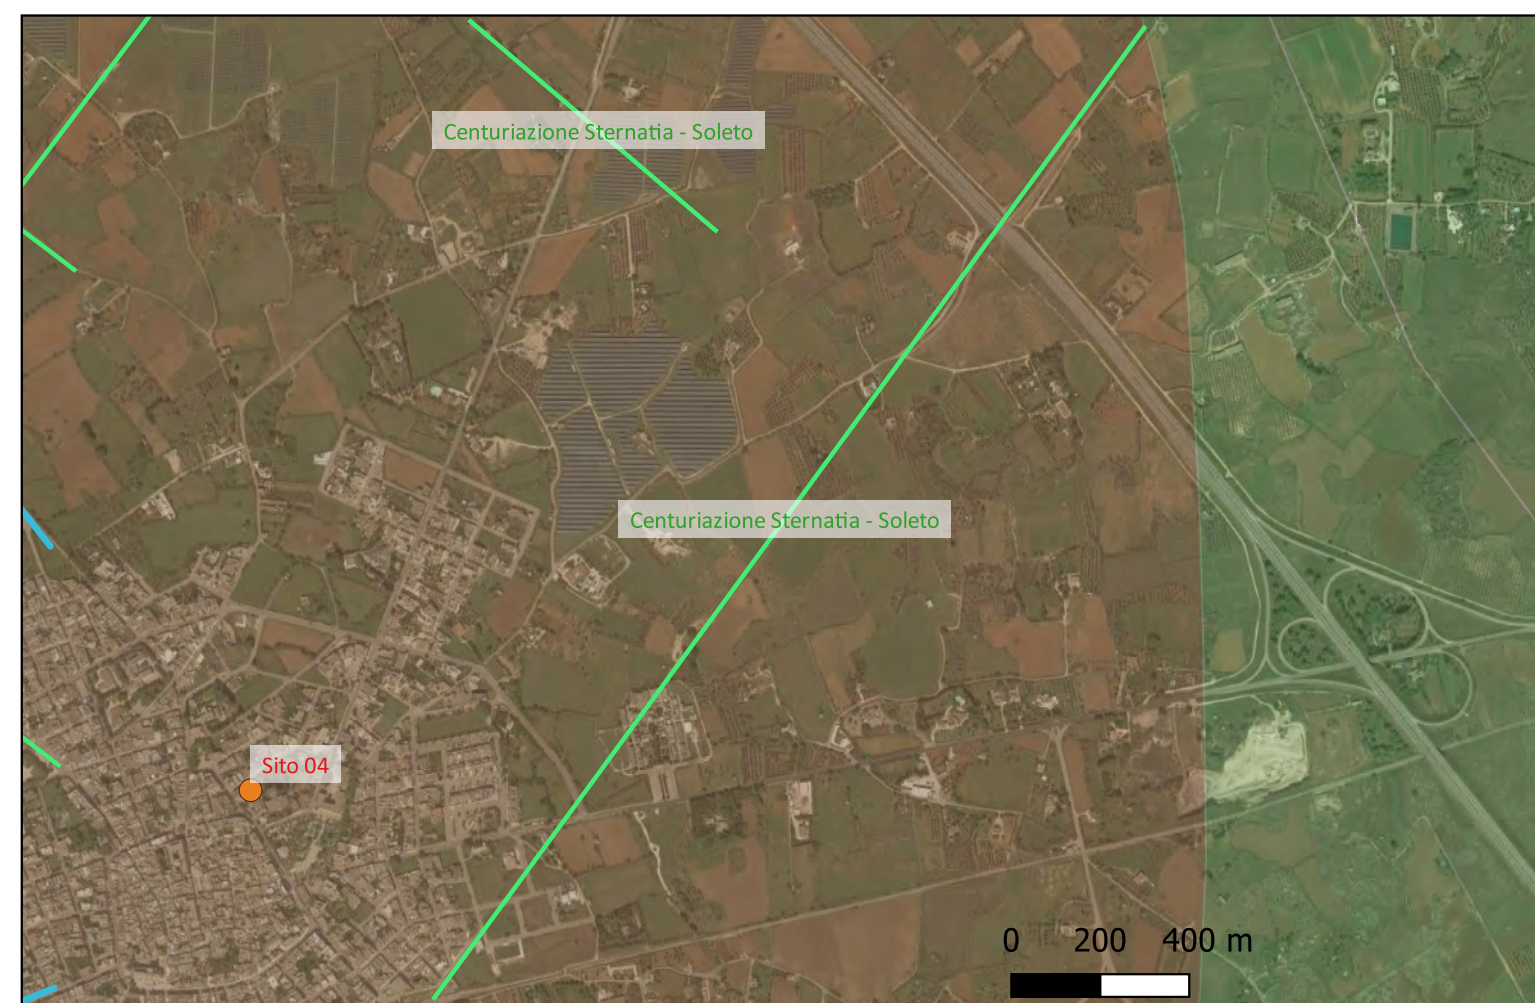 Centuriazione Sternatia - Soleto
Centuriazione Sternatia - Soleto
Sito 04
0 200 400 m